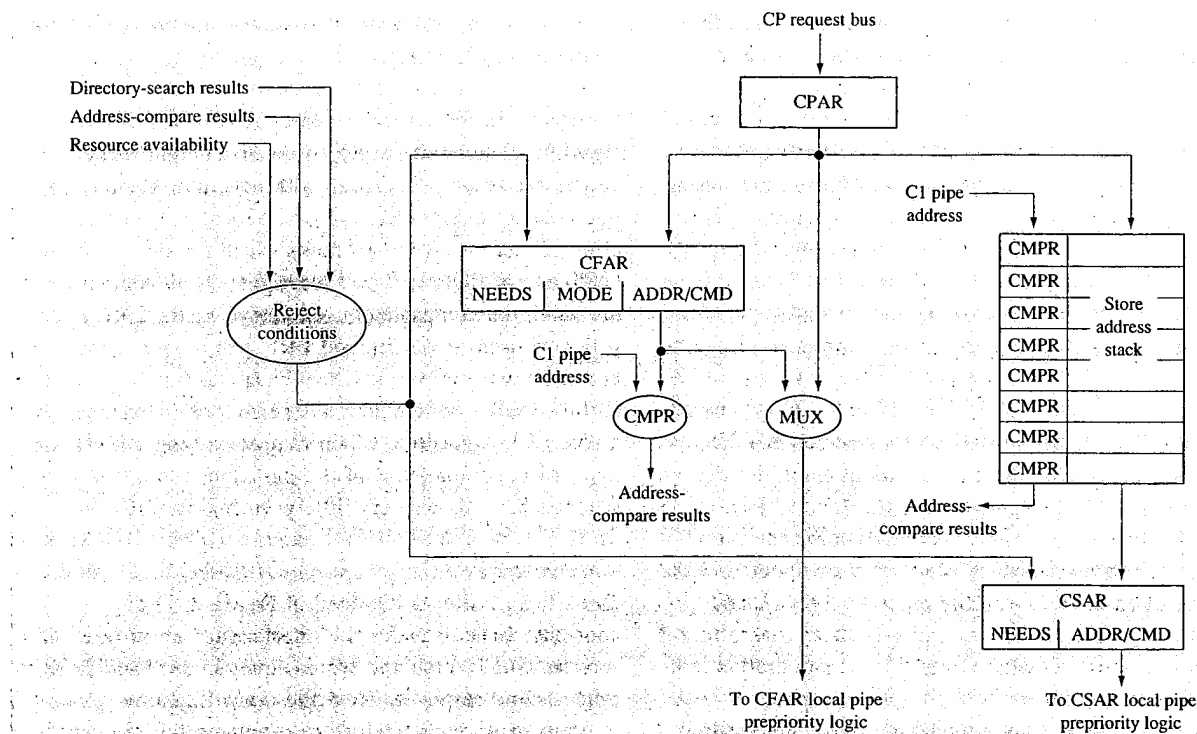 CP request bus
CPAR
Directory-search results
Address-compare results
Resource availability
Reject
conditions
CFAR
NEEDS MODE ADDR/CMD
C1 pipe
address
CMPR
MUX
Address-
compare results
C1 pipe
address
CMPR
CMPR
CMPR
CMPR
CMPR
CMPR
CMPR
CMPR
Store
address
stack
Address-
compare results
CSAR
NEEDS ADDR/CMD
To CFAR local pipe
prepriority logic
To CSAR local pipe
prepriority logic